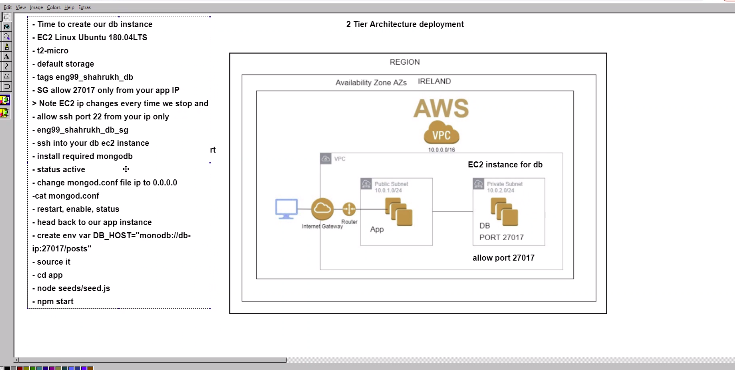 Edit View Image Colors Help Extras
- Time to create our db instance
- EC2 Linux Ubuntu 180.04LTS
- t2-micro
- default storage
- tags eng99_shahrukh_db
- SG allow 27017 only from your app IP
> Note EC2 ip changes every time we stop and
- allow ssh port 22 from your ip only
- eng99_shahrukh_db_sg
- ssh into your db ec2 instance
- install required mongodb
- status active
- change mongod.conf file ip to 0.0.0.0
-cat mongod.conf
- restart, enable, status
- head back to our app instance
- create env var DB_HOST="monodb://db-
ip:27017/posts"
- source it
- cd app
- node seeds/seed.js
- npm start
rt
2 Tier Architecture deployment
REGION
Availability Zone AZs IRELAND
AWS
VPC
10.0.0.0/16
VPC
EC2 instance for db
Public Subnet
10.0.1.0/24
Private Subnet
10.0.2.0/24
Internet Gateway
Router
App
DB
PORT 27017
allow port 27017